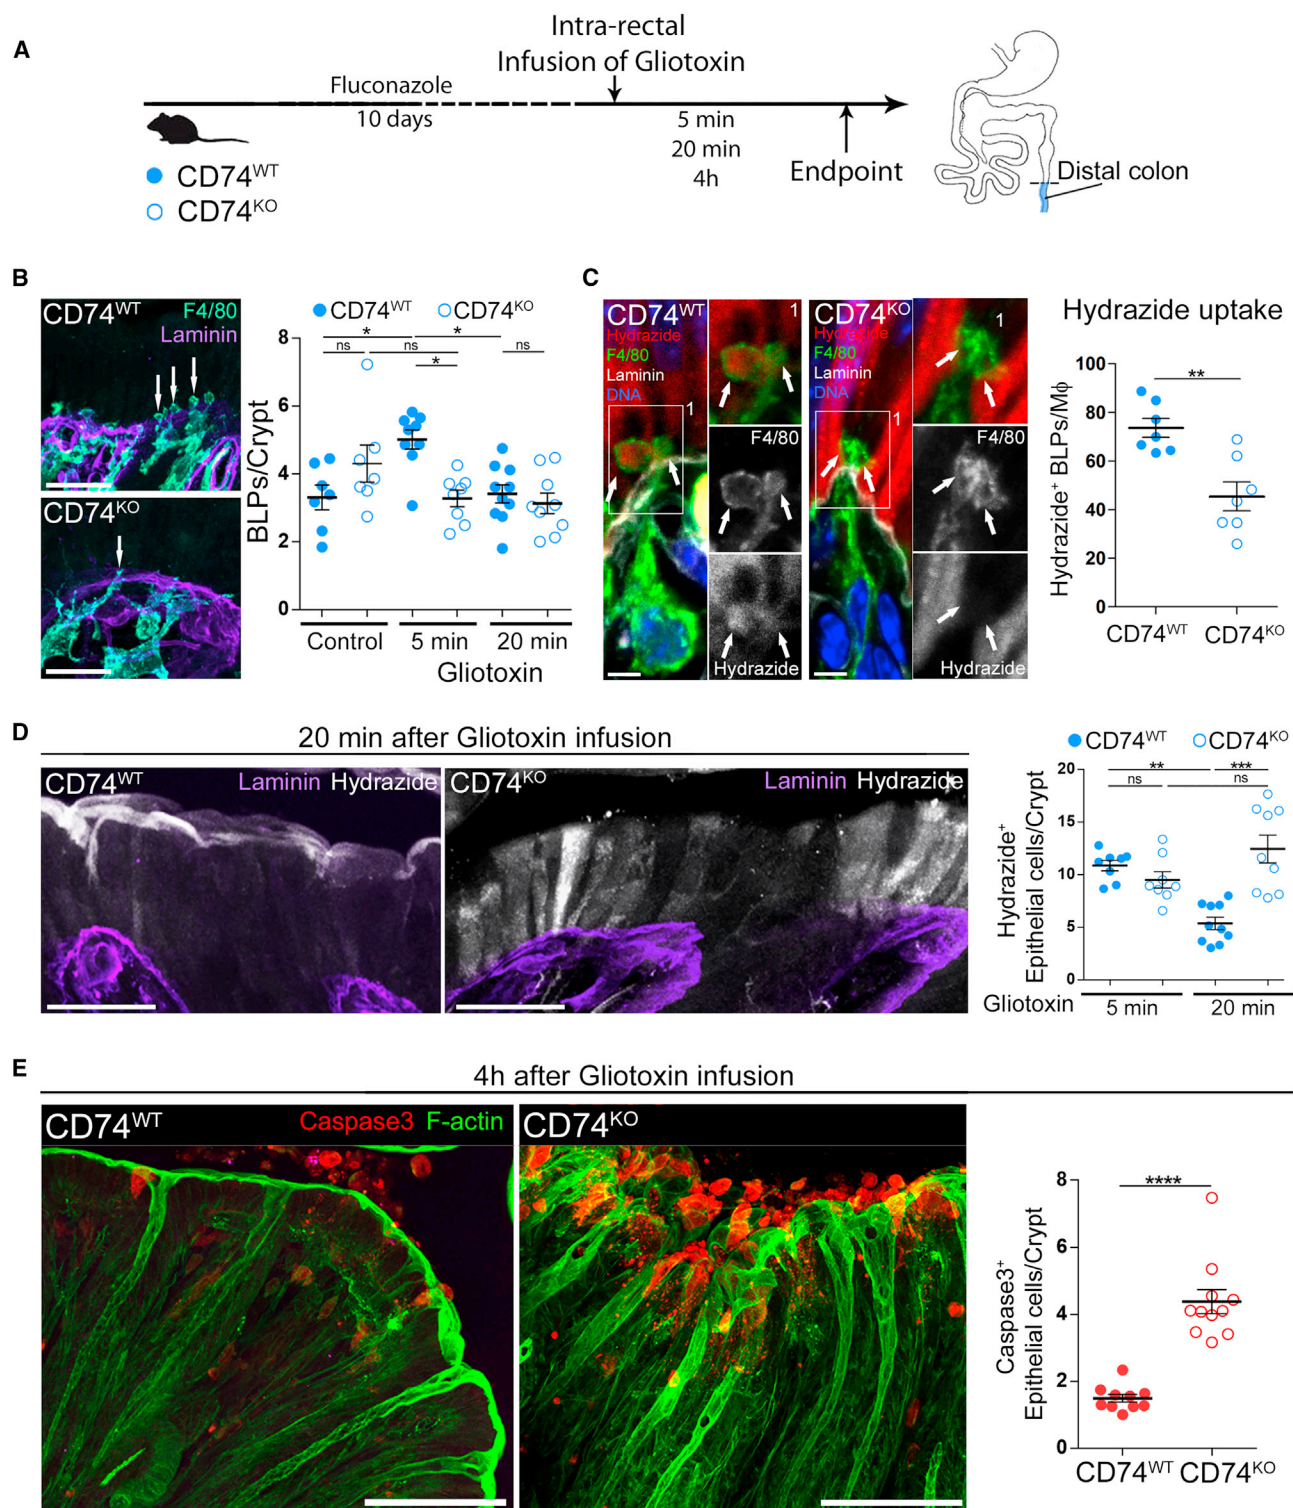 A
Intra-rectal
Infusion of Gliotoxin
Fluconazole
10 days
5 min
20 min
4h
Endpoint
Distal colon
CD74WT
CD74KO
B
CD74WT
F4/80
Laminin
CD74KO
CD74WT CD74KO
BLPs/Crypt
8
6
4
2
0
* *
ns ns ns
*
Control 5 min 20 min
Gliotoxin
C
CD74WT
Hydrazide
F4/80
Laminin
DNA
1
1
F4/80
Hydrazide
CD74KO
Hydrazide
F4/80
Laminin
DNA
1
1
F4/80
Hydrazide
Hydrazide uptake
Hydrazide+ BLPs/Mϕ
100
80
60
40
20
0
**
CD74WT CD74KO
D
20 min after Gliotoxin infusion
CD74WT
Laminin Hydrazide
CD74KO
Laminin Hydrazide
CD74WT CD74KO
Hydrazide+
Epithelial cells/Crypt
20
15
10
5
0
** ***
ns ns
Gliotoxin 5 min 20 min
E
4h after Gliotoxin infusion
CD74WT
Caspase3 F-actin
CD74KO
Caspase3+
Epithelial cells/Crypt
8
6
4
2
0
****
CD74WT CD74KO